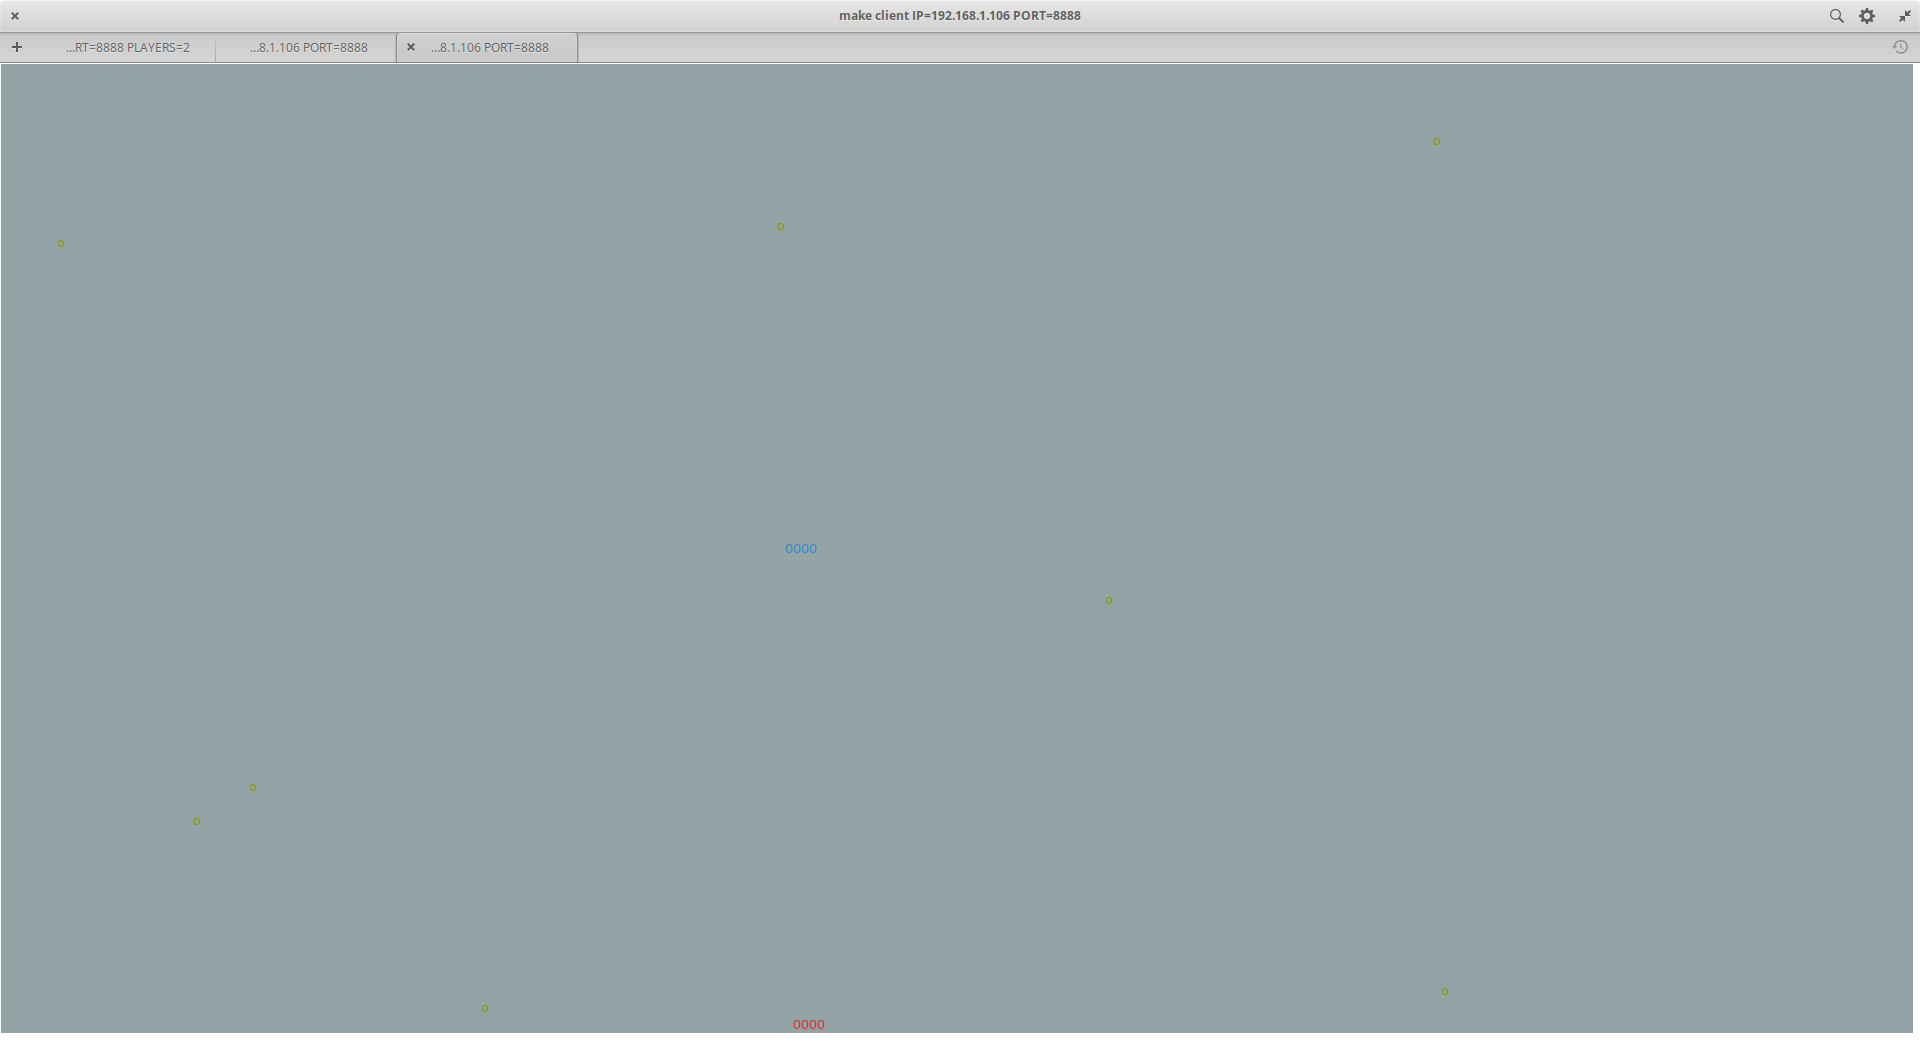 make client IP=192.168.1.106 PORT=8888
...RT=8888 PLAYERS=2
...8.1.106 PORT=8888
...8.1.106 PORT=8888
o
o
o
0000
o
o
o
o
o
0000